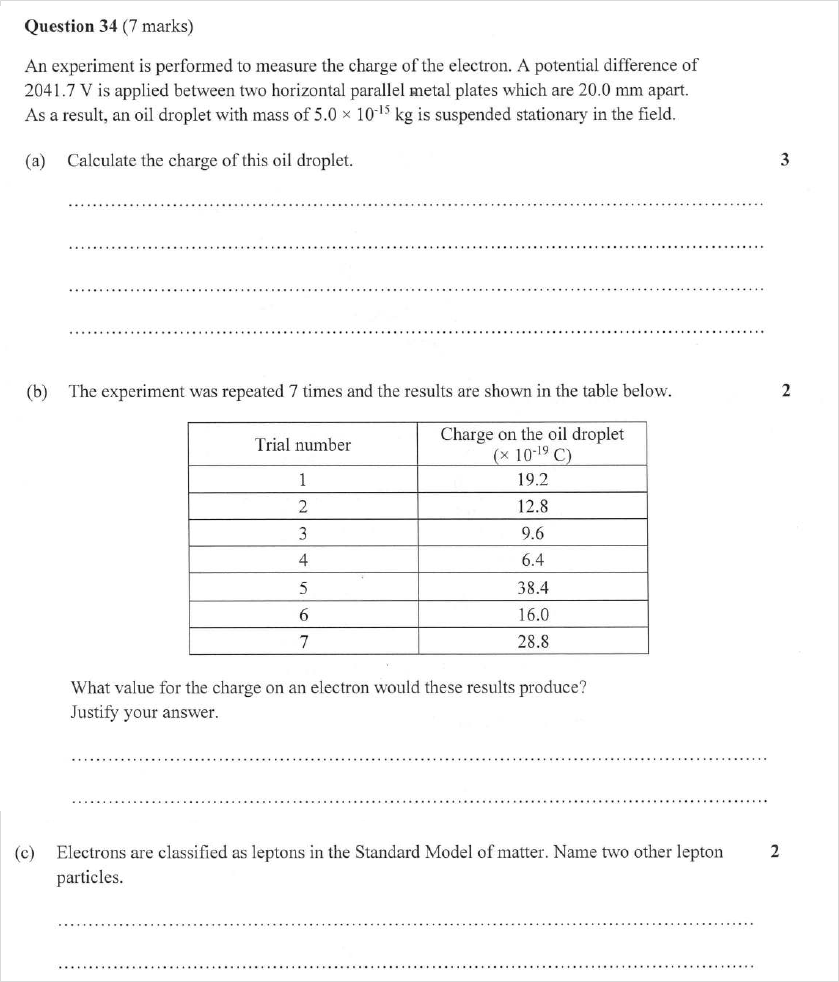 Question 34 (7 marks)
An experiment is performed to measure the charge of the electron. A potential difference of
2041.7 V is applied between two horizontal parallel metal plates which are 20.0 mm apart.
As a result, an oil droplet with mass of 5.0 × 10⁻¹⁵ kg is suspended stationary in the field.
(a) Calculate the charge of this oil droplet. 3
(b) The experiment was repeated 7 times and the results are shown in the table below. 2
Trial number
Charge on the oil droplet
(× 10⁻¹⁹ C)
1 19.2
2 12.8
3 9.6
4 6.4
5 38.4
6 16.0
7 28.8
What value for the charge on an electron would these results produce?
Justify your answer.
(c) Electrons are classified as leptons in the Standard Model of matter. Name two other lepton 2
particles.